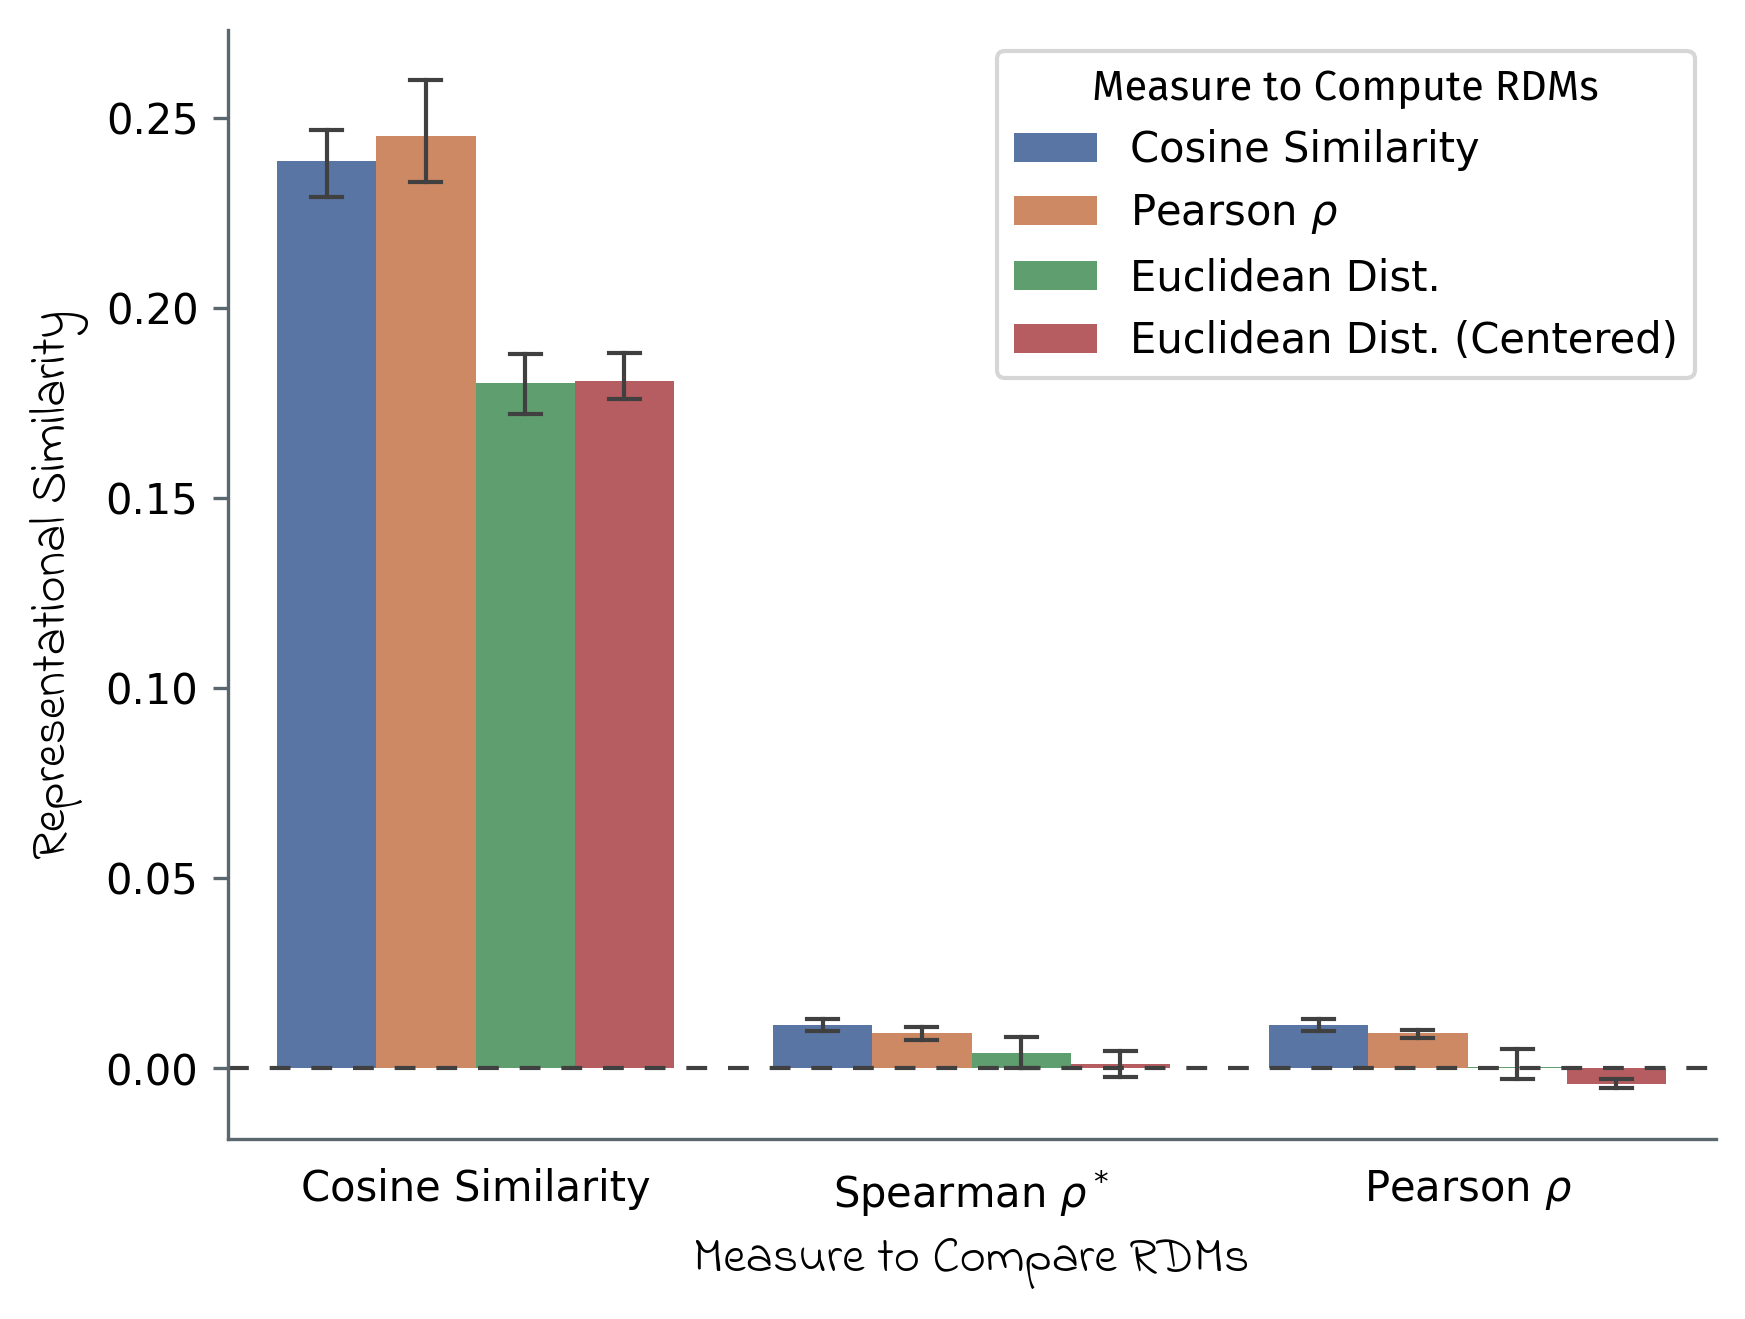 Measure to Compute RDMs
Cosine Similarity
Pearson ρ
Euclidean Dist.
Euclidean Dist. (Centered)
Representational Similarity
0.25
0.20
0.15
0.10
0.05
0.00
Cosine Similarity
Spearman ρ*
Pearson ρ
Measure to Compare RDMs